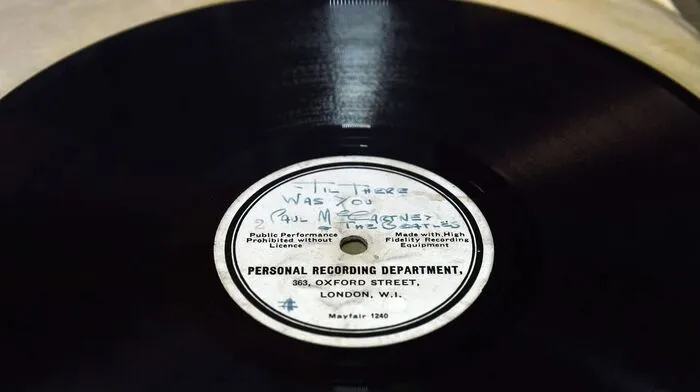 'TIL THERE
WAS YOU
PAUL McCARTNEY
& THE BEATLES
Public Performance
Prohibited without
Licence
Made with High
Fidelity Recording
Equipment
PERSONAL RECORDING DEPARTMENT,
363, OXFORD STREET,
LONDON, W.I.
#
Mayfair 1240